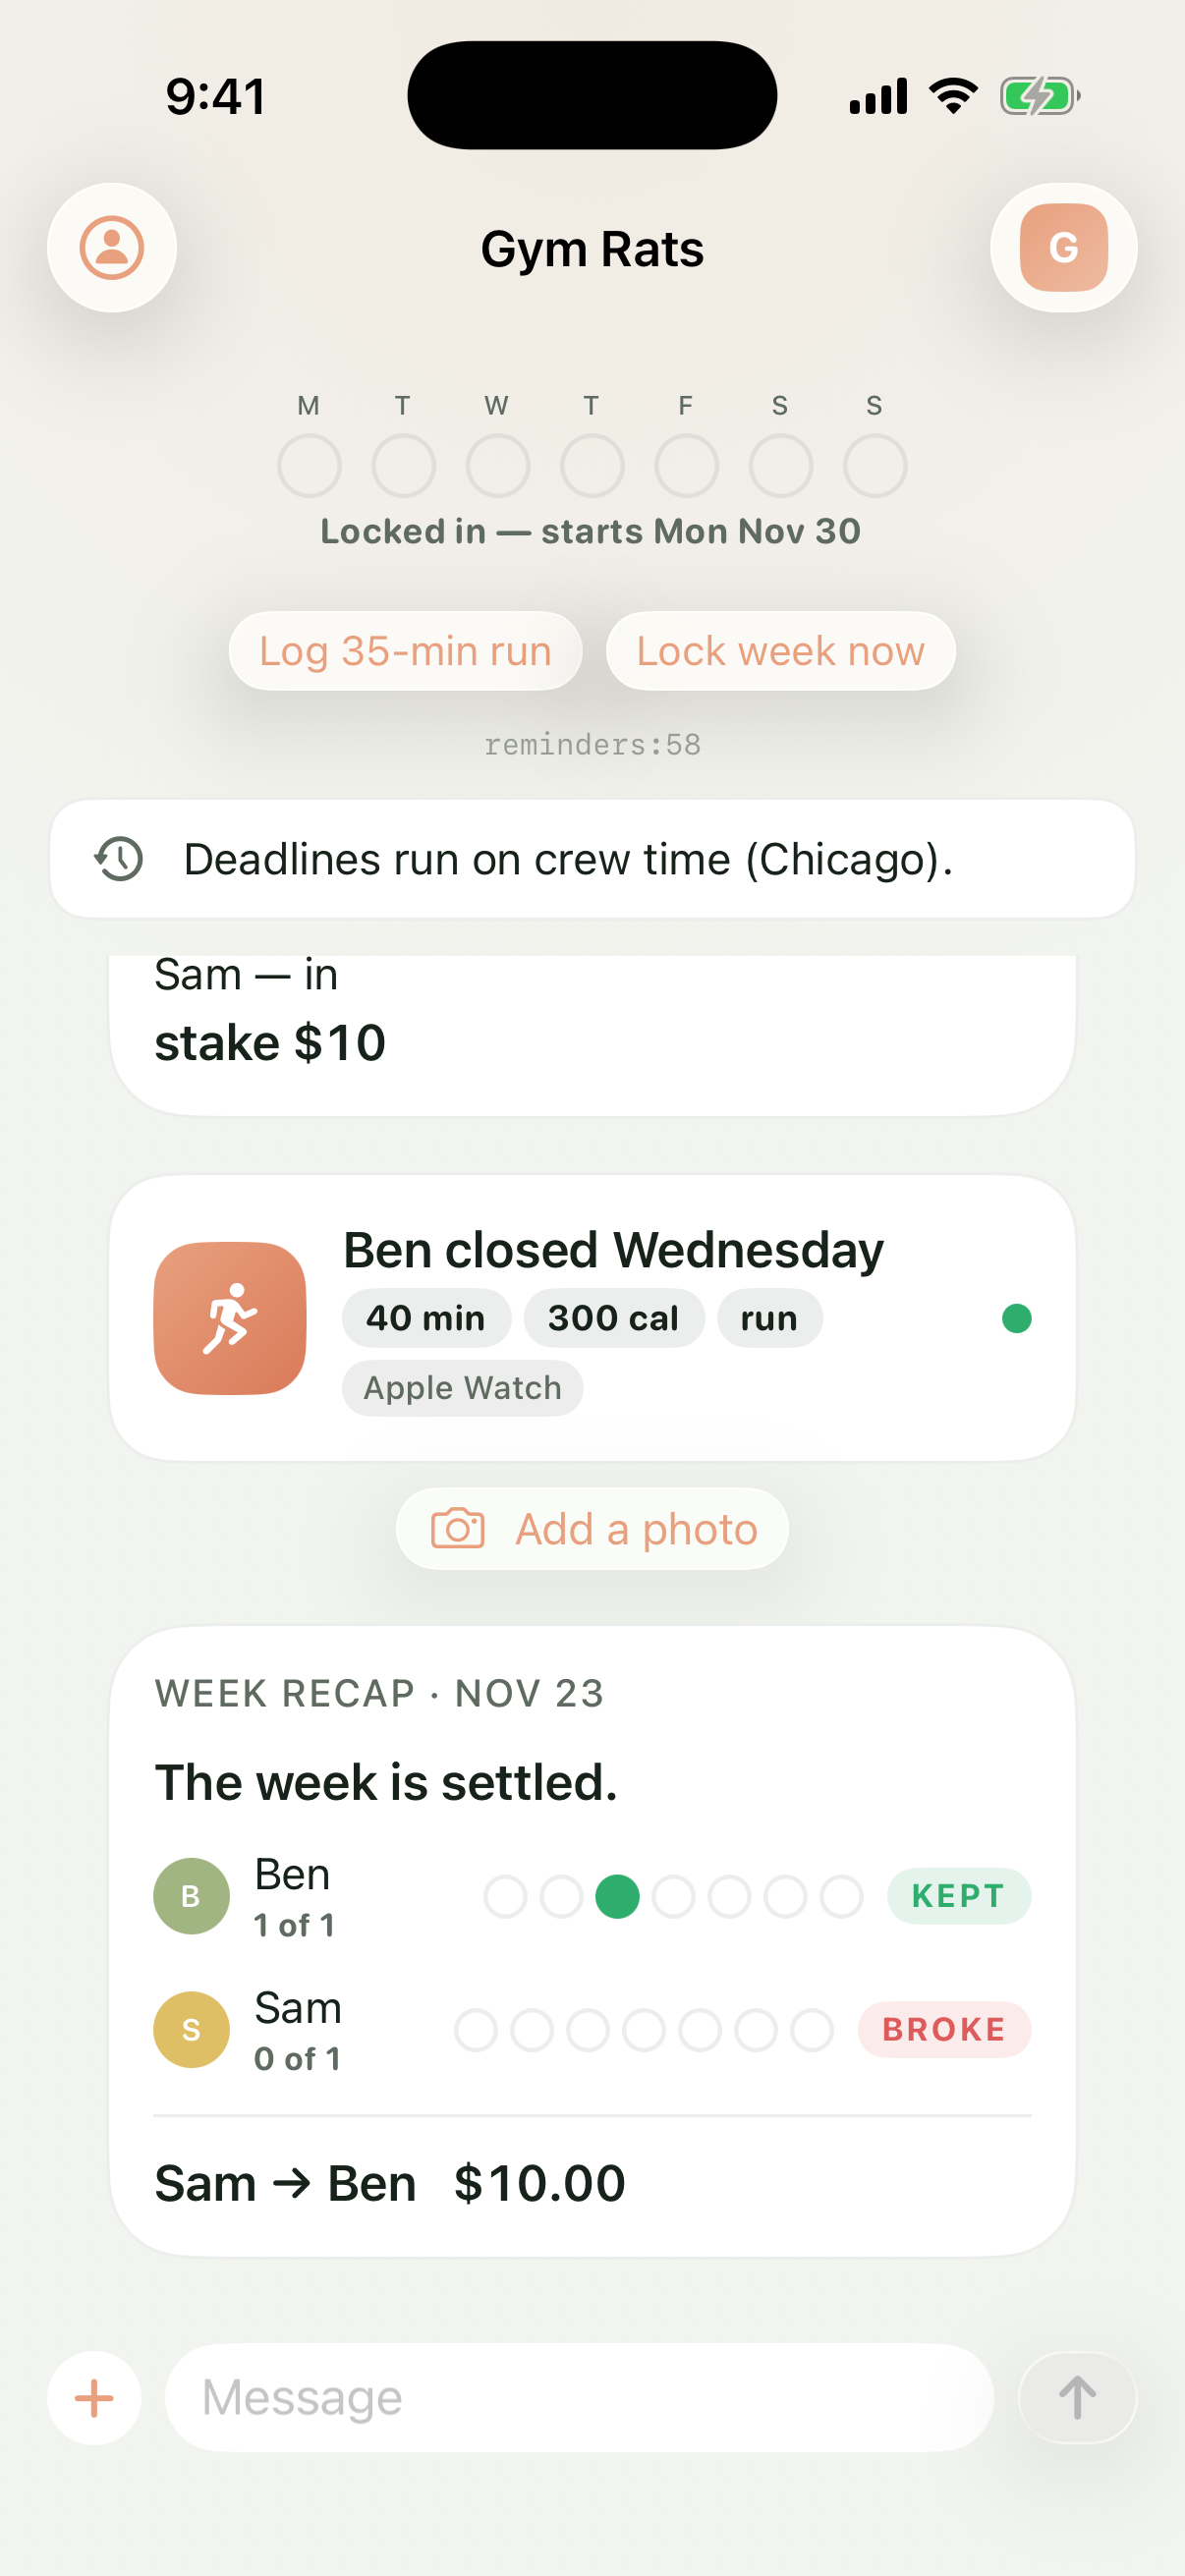 9:41
Gym Rats
G
M T W T F S S
Locked in — starts Mon Nov 30
Log 35-min run
Lock week now
reminders:58
Deadlines run on crew time (Chicago).
Sam — in
stake $10
Ben closed Wednesday
40 min
300 cal
run
Apple Watch
Add a photo
WEEK RECAP · NOV 23
The week is settled.
B
Ben
1 of 1
KEPT
S
Sam
0 of 1
BROKE
Sam → Ben $10.00
Message